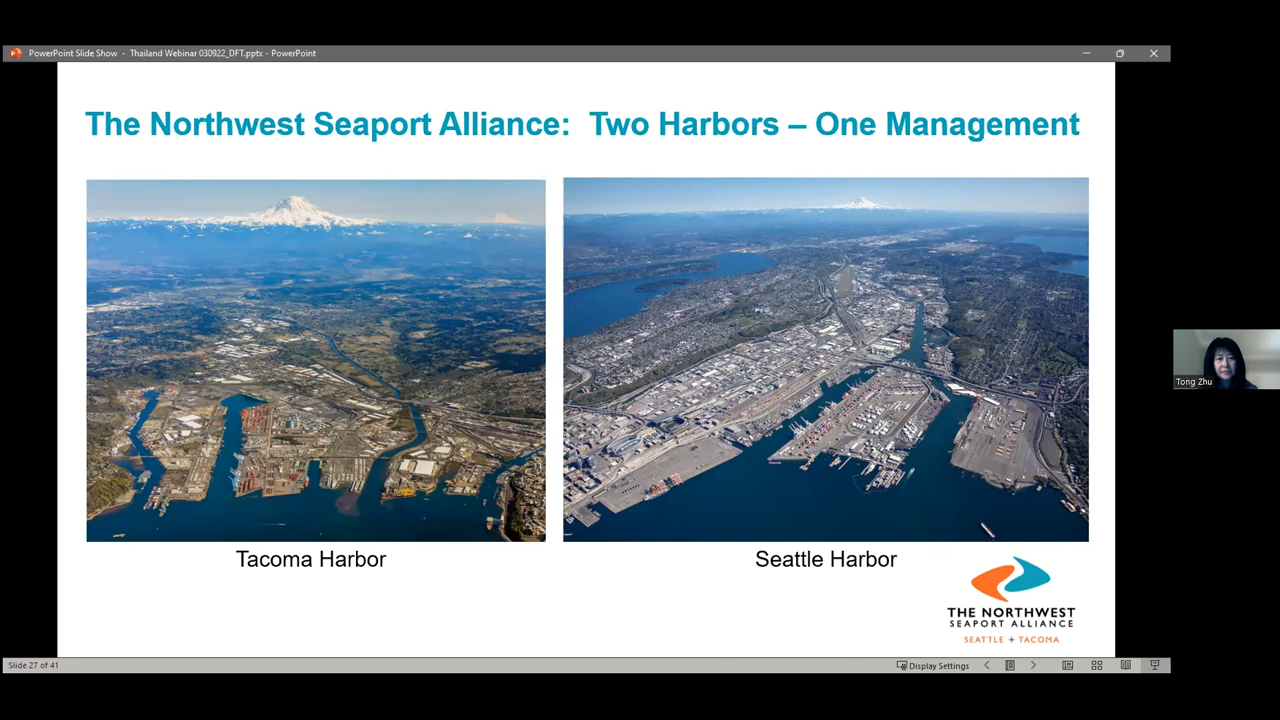 PowerPoint Slide Show - Thailand Webinar 030922_DFT.pptx - PowerPoint
The Northwest Seaport Alliance:  Two Harbors – One Management
Tacoma Harbor
Seattle Harbor
THE NORTHWEST
SEAPORT ALLIANCE
SEATTLE + TACOMA
Tong Zhu
Slide 27 of 41
Display Settings